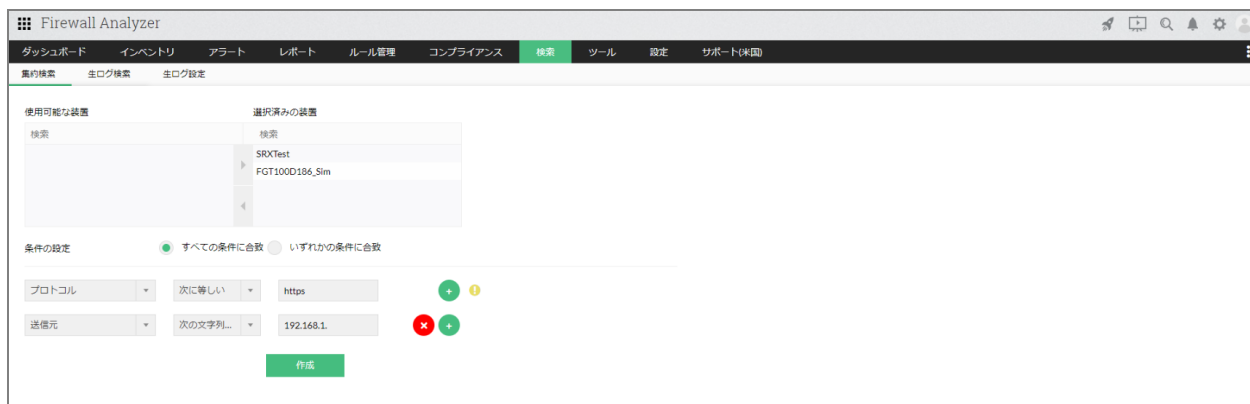 Firewall Analyzer
ダッシュボード インベントリ アラート レポート ルール管理 コンプライアンス 検索 ツール 設定 サポート(米国)
集約検索 生ログ検索 生ログ設定
使用可能な装置 選択済みの装置
検索 検索
SRXTest
FGT100D186_Sim
条件の設定 すべての条件に合致 いずれかの条件に合致
プロトコル 次に等しい https
送信元 次の文字列... 192.168.1.
作成